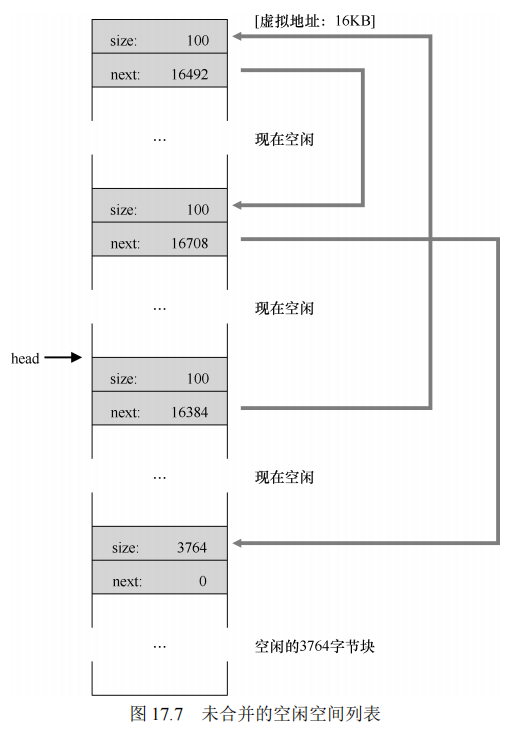 [虚拟地址：16KB]
size: 100
next: 16492
... 现在空闲
size: 100
next: 16708
... 现在空闲
head
size: 100
next: 16384
... 现在空闲
size: 3764
next: 0
... 空闲的3764字节块
图 17.7 未合并的空闲空间列表